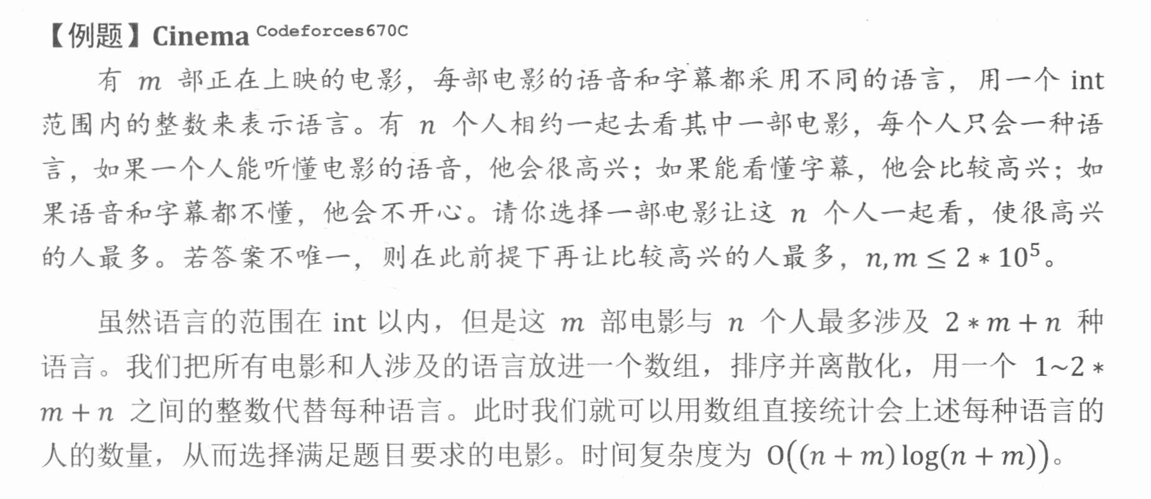 【例题】Cinema Codeforces670C
有 m 部正在上映的电影，每部电影的语音和字幕都采用不同的语言，用一个 int
范围内的整数来表示语言。有 n 个人相约一起去看其中一部电影，每个人只会一种语
言，如果一个人能听懂电影的语音，他会很高兴；如果能看懂字幕，他会比较高兴；如
果语音和字幕都不懂，他会不开心。请你选择一部电影让这 n 个人一起看，使很高兴
的人最多。若答案不唯一，则在此前提下再让比较高兴的人最多，n,m ≤ 2 * 10⁵。
虽然语言的范围在 int 以内，但是这 m 部电影与 n 个人最多涉及 2 * m + n 种
语言。我们把所有电影和人涉及的语言放进一个数组，排序并离散化，用一个 1~2 *
m + n 之间的整数代替每种语言。此时我们就可以用数组直接统计会上述每种语言的
人的数量，从而选择满足题目要求的电影。时间复杂度为 O((n + m) log(n + m))。